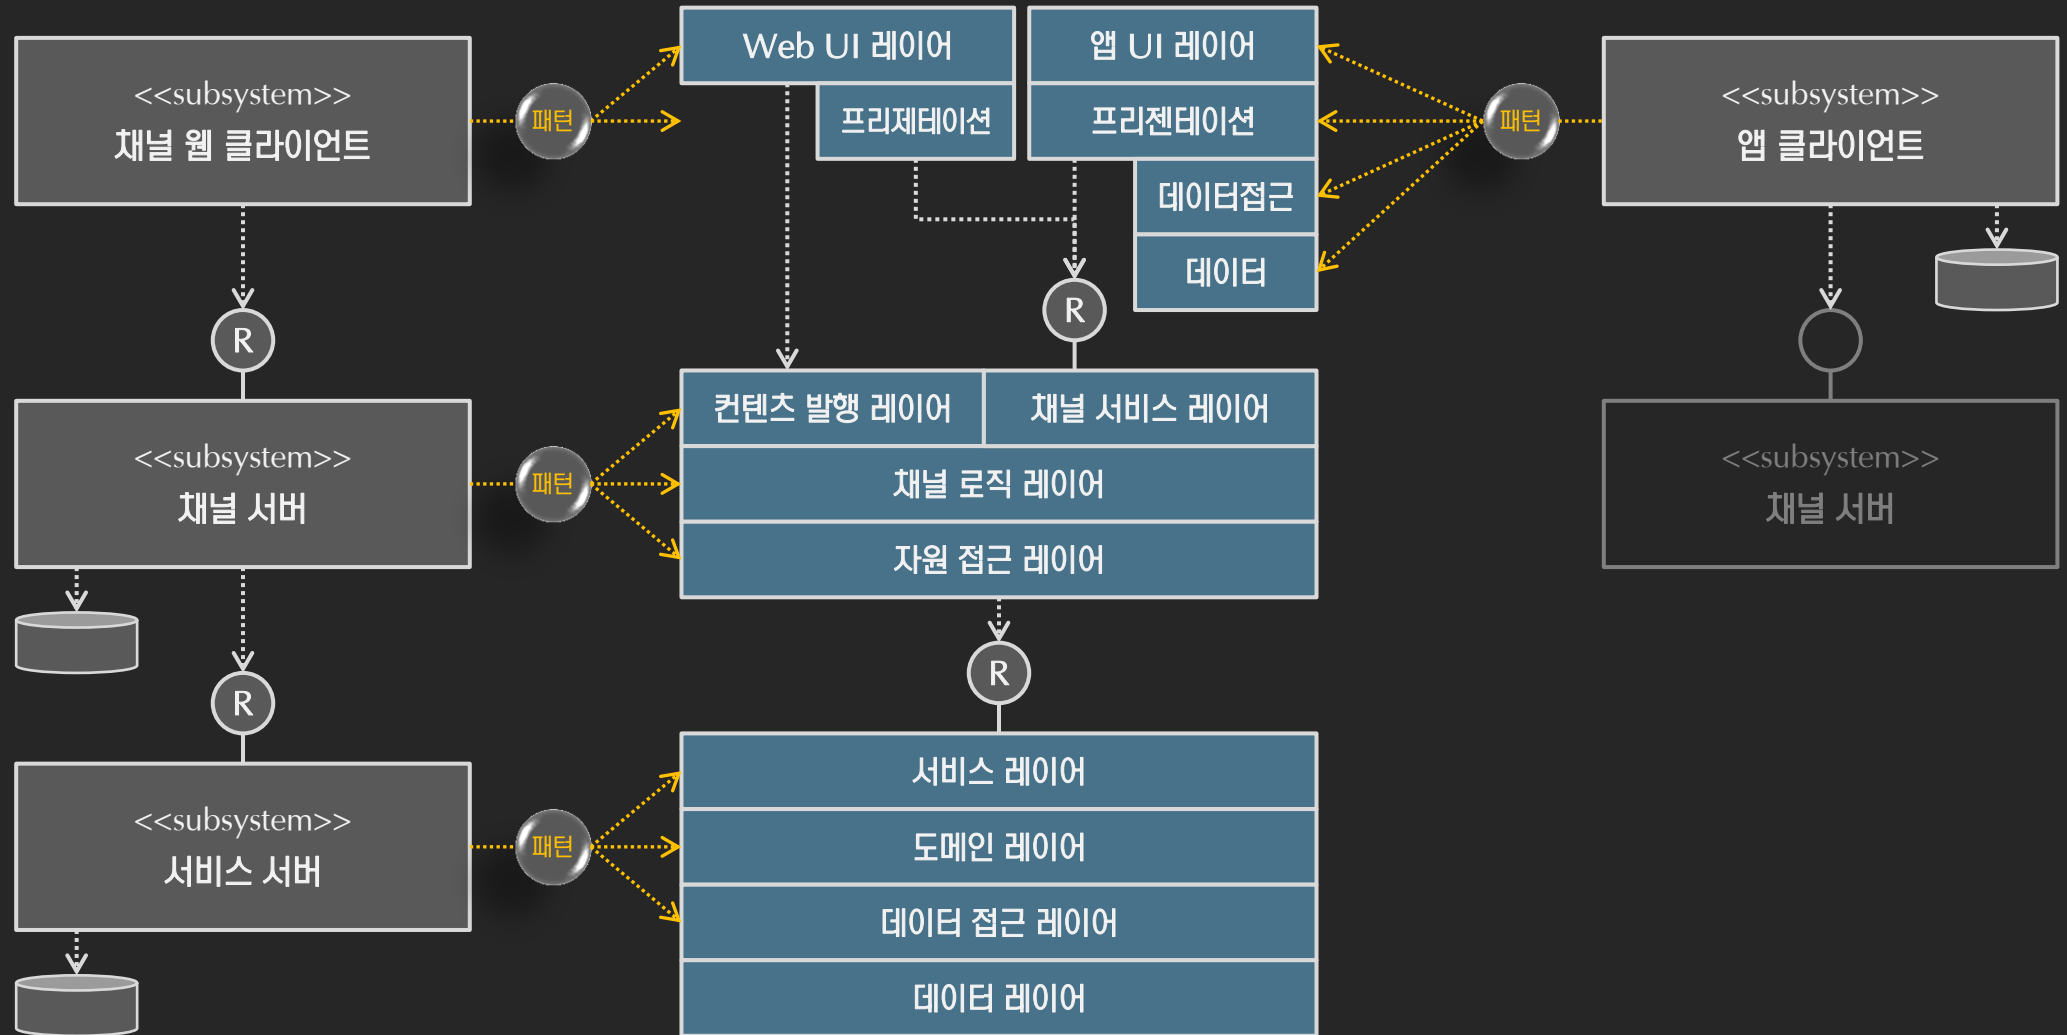 <<subsystem>>
채널 웹 클라이언트
패턴
Web UI 레이어
프리제테이션
앱 UI 레이어
프리젠테이션
데이터접근
데이터
패턴
<<subsystem>>
앱 클라이언트
R
R
<<subsystem>>
채널 서버
패턴
컨텐츠 발행 레이어
채널 서비스 레이어
채널 로직 레이어
자원 접근 레이어
<<subsystem>>
채널 서버
R
R
<<subsystem>>
서비스 서버
패턴
서비스 레이어
도메인 레이어
데이터 접근 레이어
데이터 레이어